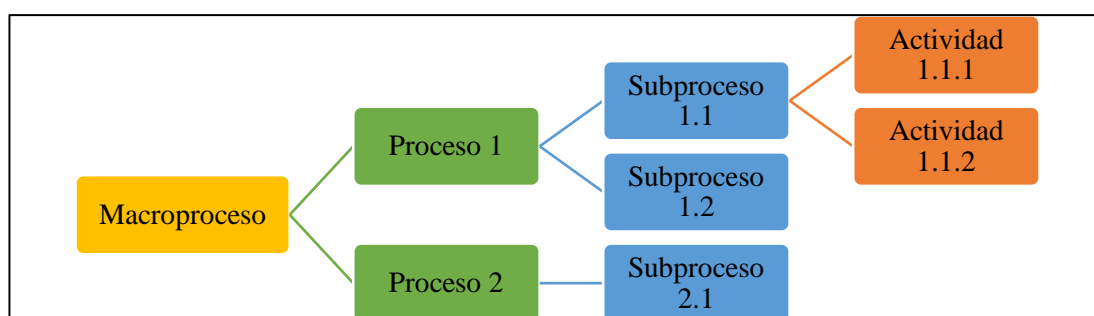 Macroproceso
Proceso 1
Subproceso
1.1
Actividad
1.1.1
Actividad
1.1.2
Subproceso
1.2
Proceso 2
Subproceso
2.1